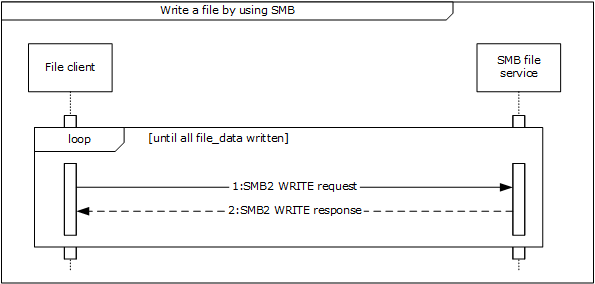 Write a file by using SMB
File client
SMB file
service
loop
[until all file_data written]
1:SMB2 WRITE request
2:SMB2 WRITE response